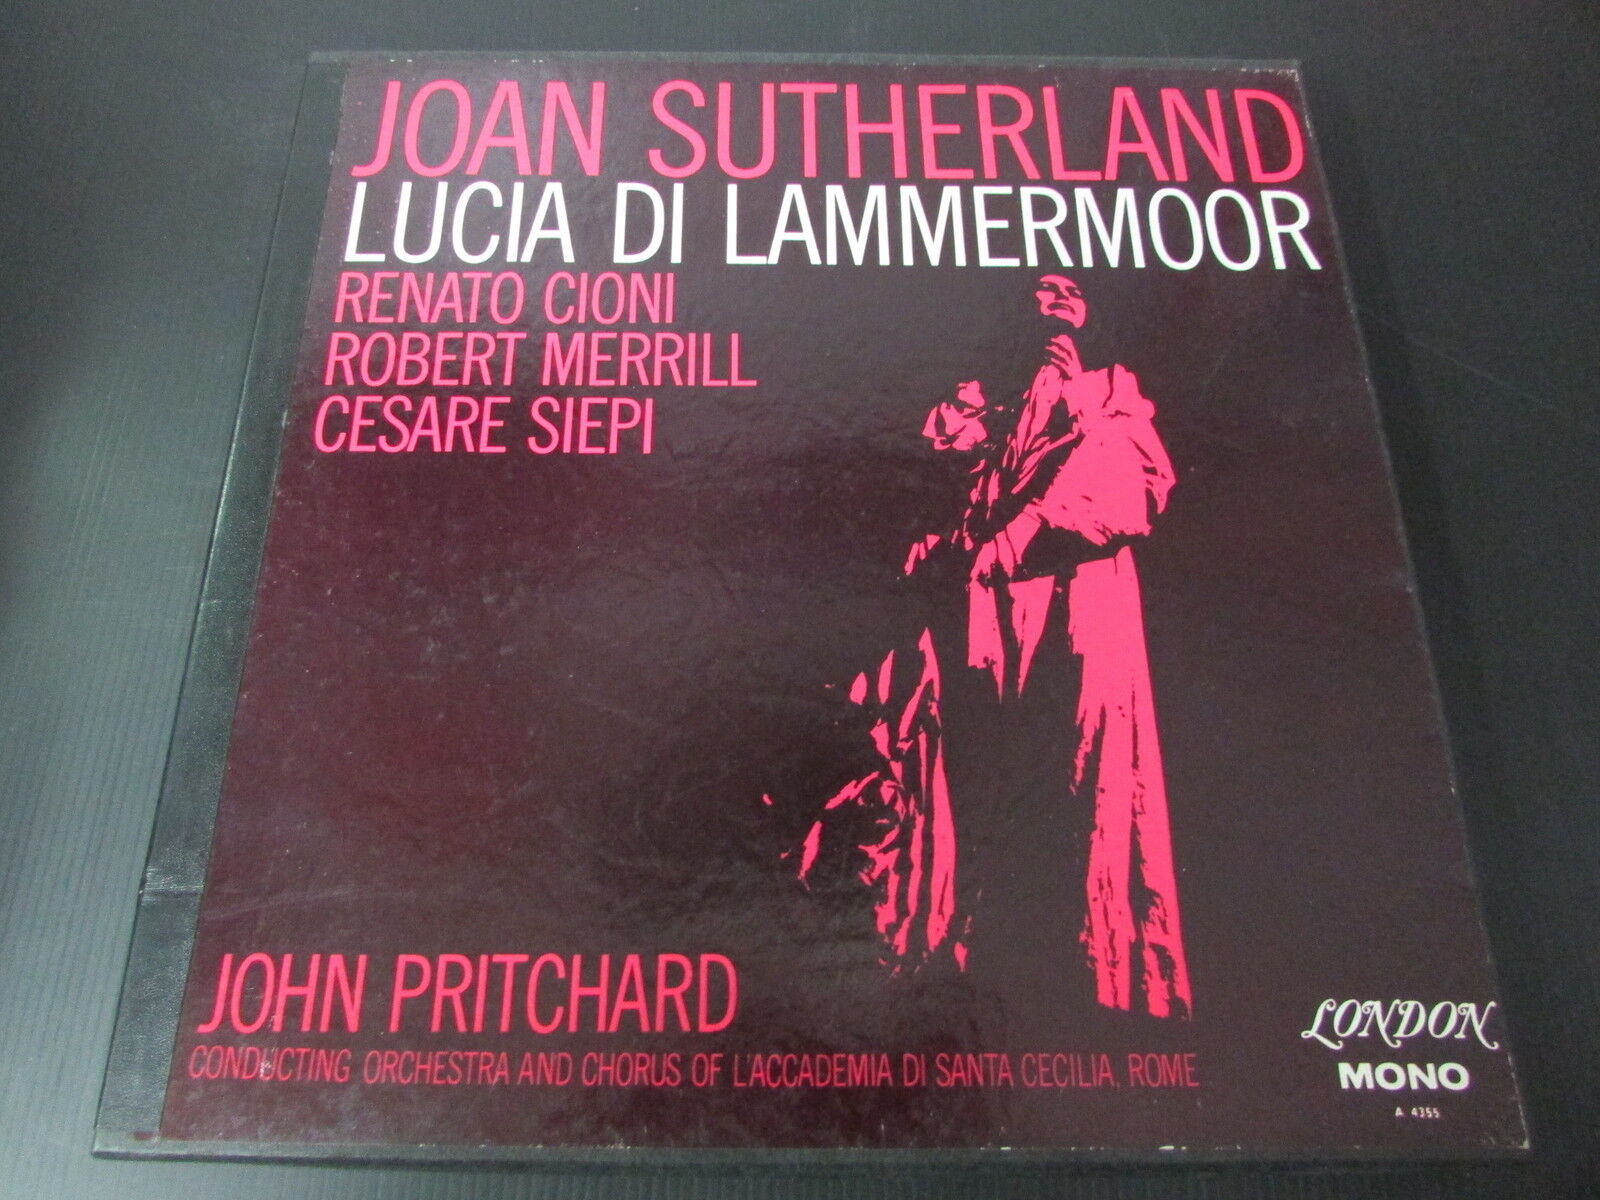 JOAN SUTHERLAND
LUCIA DI LAMMERMOOR
RENATO CIONI
ROBERT MERRILL
CESARE SIEPI
JOHN PRITCHARD
CONDUCTING ORCHESTRA AND CHORUS OF L'ACCADEMIA DI SANTA CECILIA, ROME
LONDON
MONO
A 4355